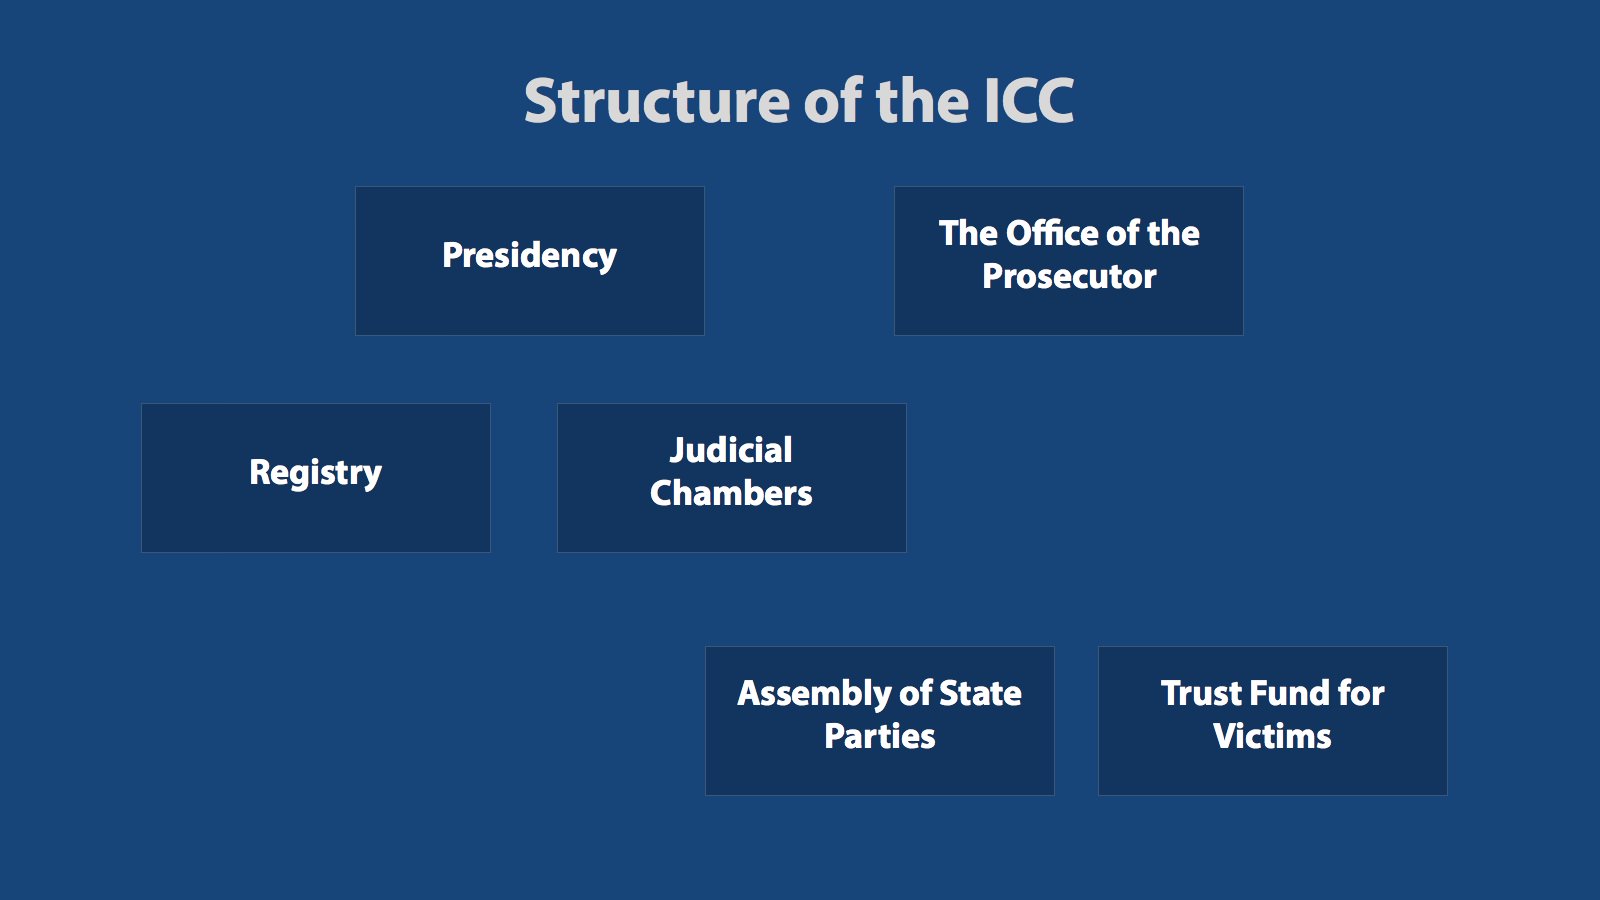 Structure of the ICC
Presidency
The Office of the
Prosecutor
Registry
Judicial
Chambers
Assembly of State
Parties
Trust Fund for
Victims